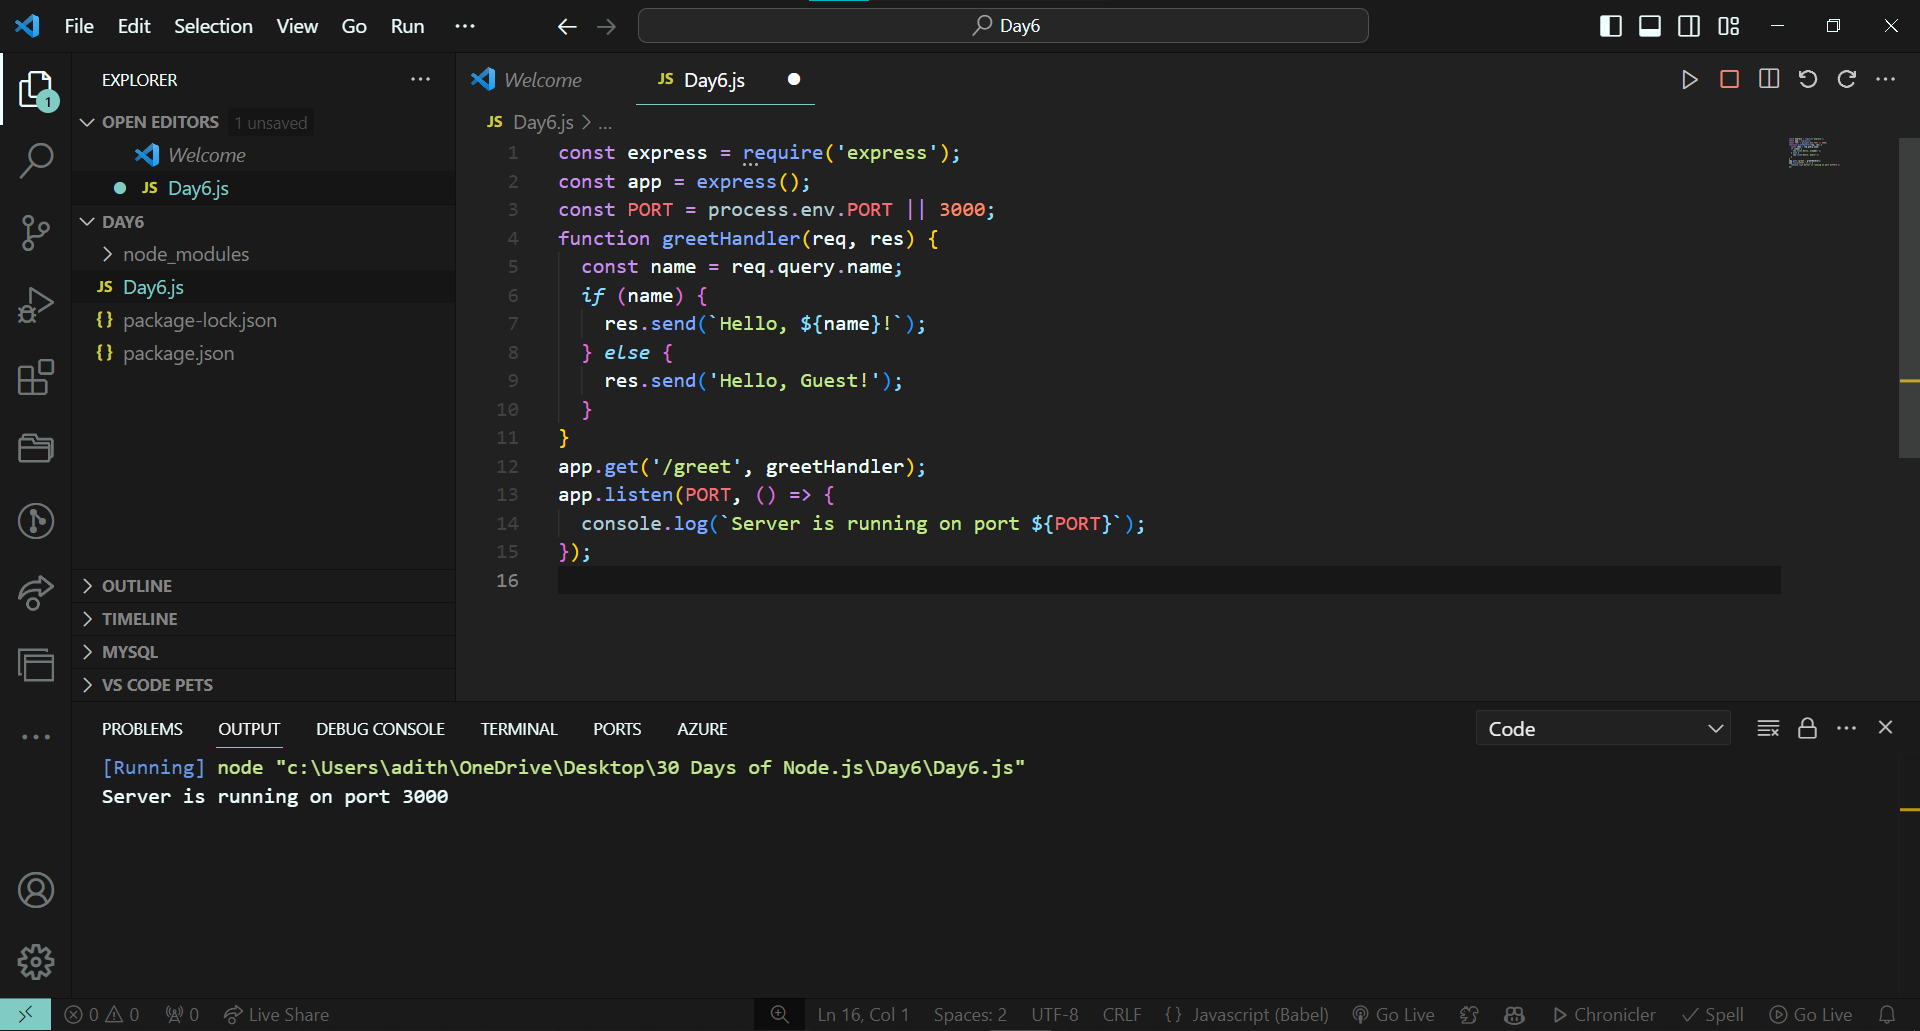 File Edit Selection View Go Run ··· Day6
EXPLORER ···
OPEN EDITORS 1 unsaved
Welcome
JS Day6.js
DAY6
node_modules
JS Day6.js
{} package-lock.json
{} package.json
OUTLINE
TIMELINE
MYSQL
VS CODE PETS
1
Welcome
JS Day6.js
JS Day6.js > ...
1 const express = require('express');
2 const app = express();
3 const PORT = process.env.PORT || 3000;
4 function greetHandler(req, res) {
5 const name = req.query.name;
6 if (name) {
7 res.send(`Hello, ${name}!`);
8 } else {
9 res.send('Hello, Guest!');
10 }
11 }
12 app.get('/greet', greetHandler);
13 app.listen(PORT, () => {
14 console.log(`Server is running on port ${PORT}`);
15 });
16
PROBLEMS OUTPUT DEBUG CONSOLE TERMINAL PORTS AZURE Code
[Running] node "c:\Users\adith\OneDrive\Desktop\30 Days of Node.js\Day6\Day6.js"
Server is running on port 3000
0 0 0 Live Share Ln 16, Col 1 Spaces: 2 UTF-8 CRLF {} Javascript (Babel) Go Live Chronicler Spell Go Live